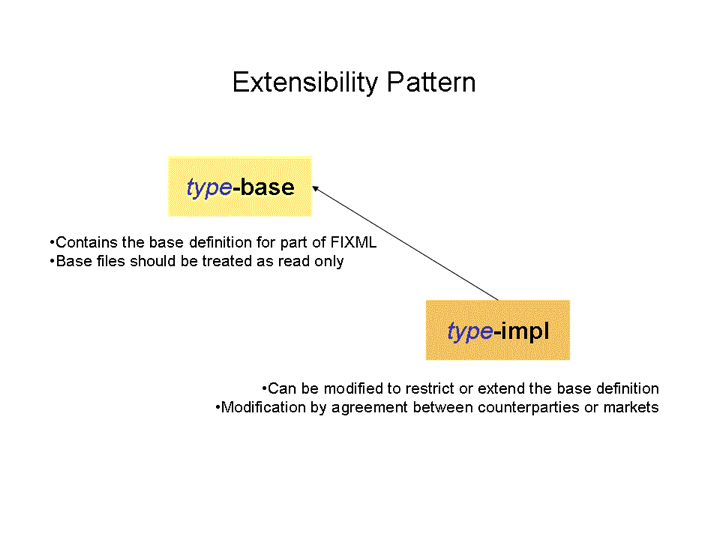 Extensibility Pattern
type-base
•Contains the base definition for part of FIXML
•Base files should be treated as read only
type-impl
•Can be modified to restrict or extend the base definition
•Modification by agreement between counterparties or markets